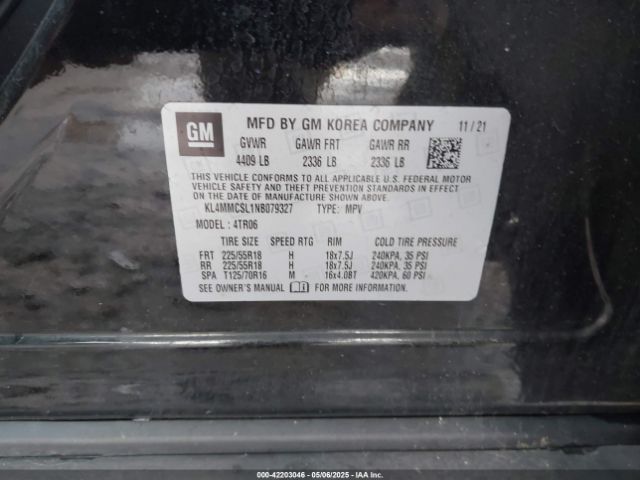 GM
MFD BY GM KOREA COMPANY 11/21
GVWR GAWR FRT GAWR RR
4409 LB 2336 LB 2336 LB
THIS VEHICLE CONFORMS TO ALL APPLICABLE U.S. FEDERAL MOTOR
VEHICLE SAFETY AND THEFT PREVENTION STANDARDS IN EFFECT
ON THE DATE OF MANUFACTURE SHOWN ABOVE.
KL4MMCSL1NB079327 TYPE: MPV
MODEL: 4TR06
TIRE SIZE SPEED RTG RIM COLD TIRE PRESSURE
FRT 225/55R18 H 18x7.5J 240KPA, 35 PSI
RR 225/55R18 H 18x7.5J 240KPA, 35 PSI
SPA T125/70R16 M 16x4.0BT 420KPA, 60 PSI
SEE OWNER'S MANUAL FOR MORE INFORMATION.
000-42203046 - 05/06/2025 - IAAI.COM